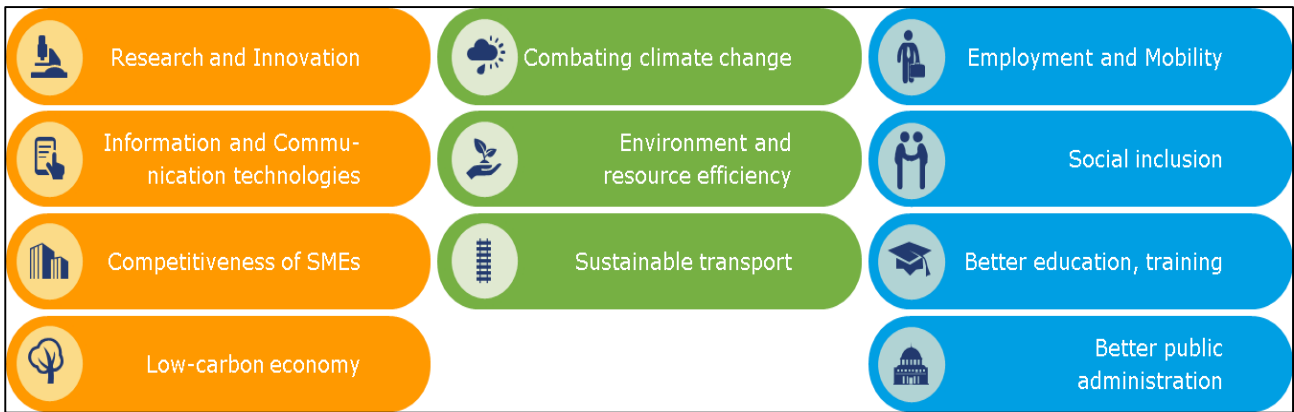 Research and Innovation
Information and Commu-
nication technologies
Competitiveness of SMEs
Low-carbon economy
Combating climate change
Environment and
resource efficiency
Sustainable transport
Employment and Mobility
Social inclusion
Better education, training
Better public
administration